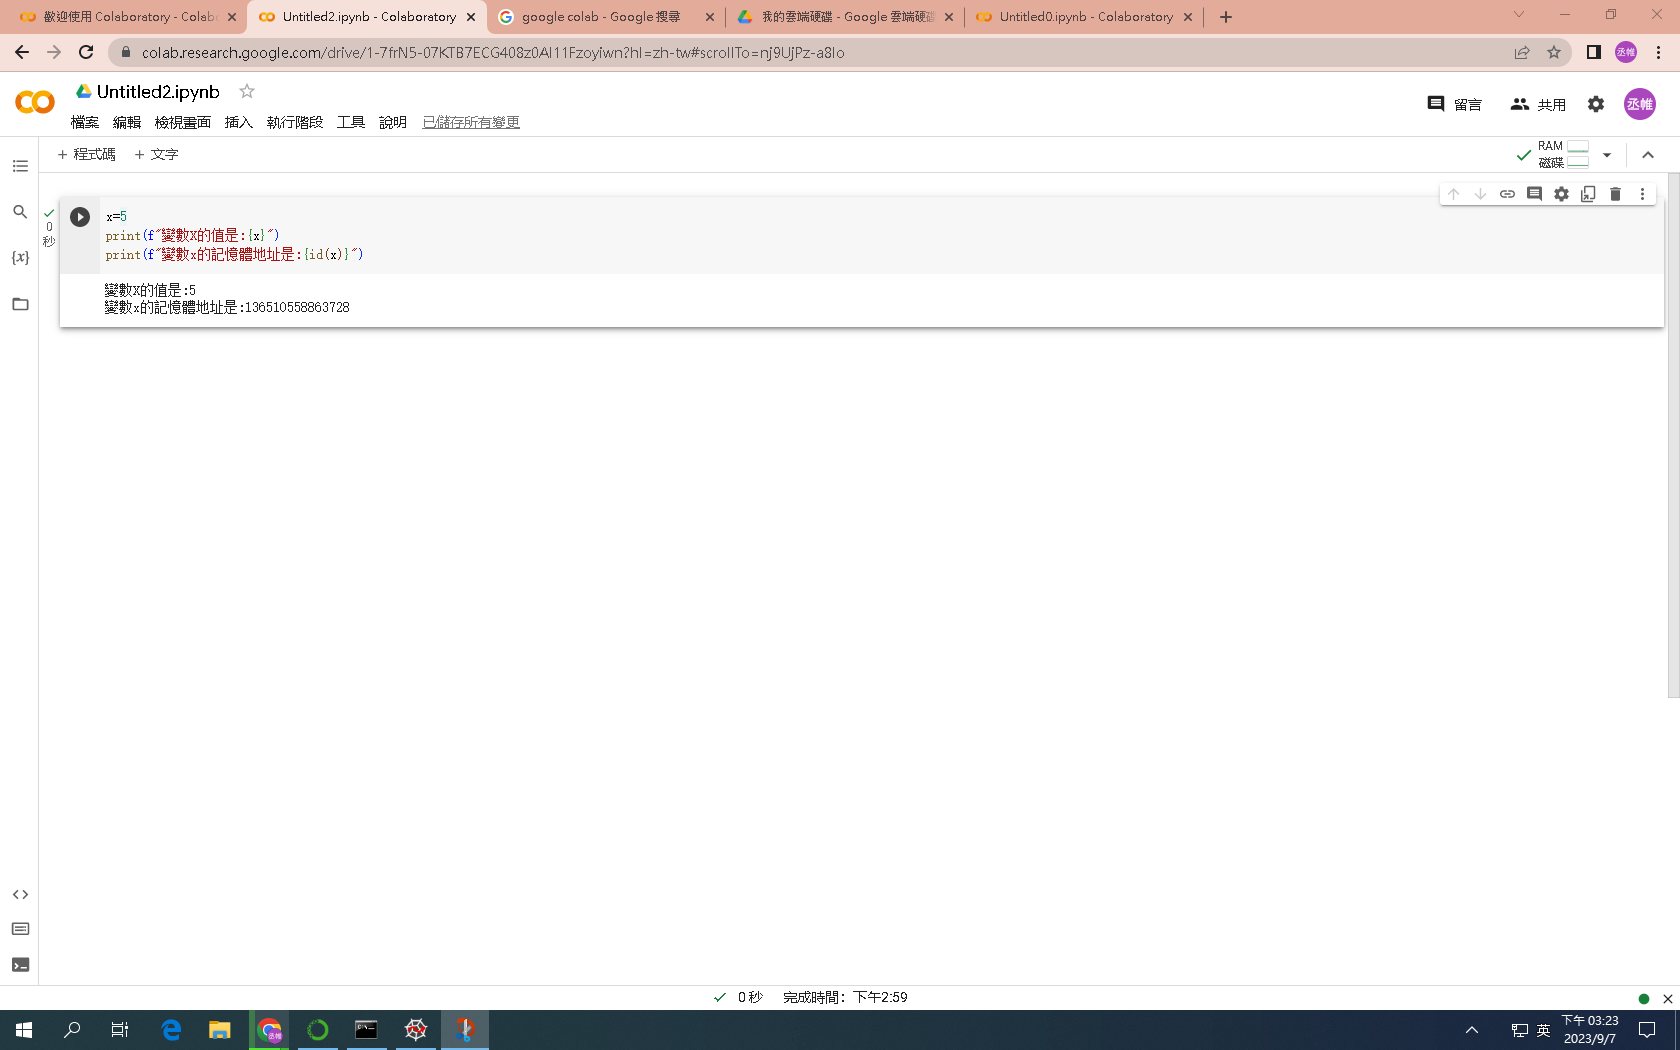 歡迎使用 Colaboratory - Colab
Untitled2.ipynb - Colaboratory
google colab - Google 搜尋
我的雲端硬碟 - Google 雲端硬碟
Untitled0.ipynb - Colaboratory
colab.research.google.com/drive/1-7frN5-07KTB7ECG408z0Al11Fzoyiwn?hl=zh-tw#scrollTo=nj9UjPz-a8Io
丞帷
Untitled2.ipynb
留言
共用
丞帷
檔案 編輯 檢視畫面 插入 執行階段 工具 說明 已儲存所有變更
+ 程式碼 + 文字
RAM
磁碟
0
秒
{x}
x=5
print(f"變數X的值是:{x}")
print(f"變數x的記憶體地址是:{id(x)}")
變數X的值是:5
變數x的記憶體地址是:136510558863728
0 秒 完成時間：下午2:59
英
下午 03:23
2023/9/7